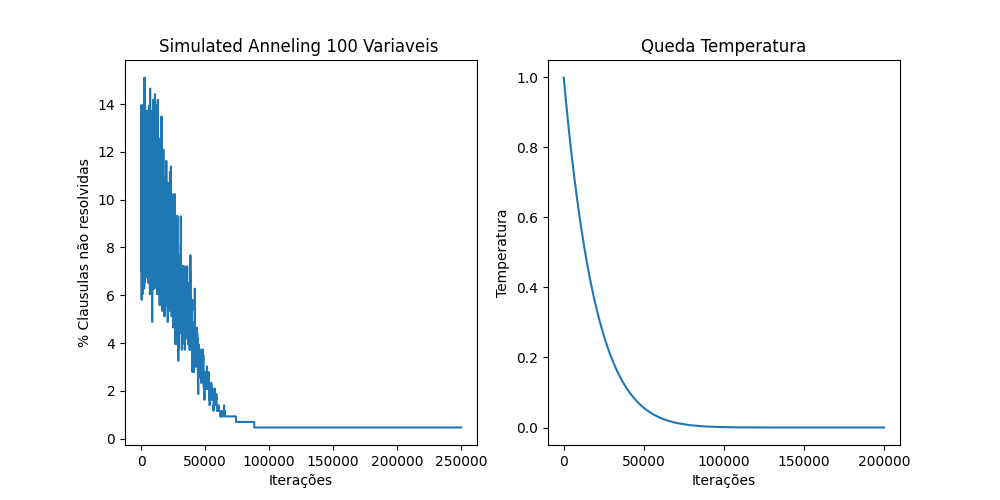 Simulated Anneling 100 Variaveis
% Clausulas não resolvidas
14
12
10
8
6
4
2
0
0 50000 100000 150000 200000 250000
Iterações
Queda Temperatura
Temperatura
1.0
0.8
0.6
0.4
0.2
0.0
0 50000 100000 150000 200000
Iterações